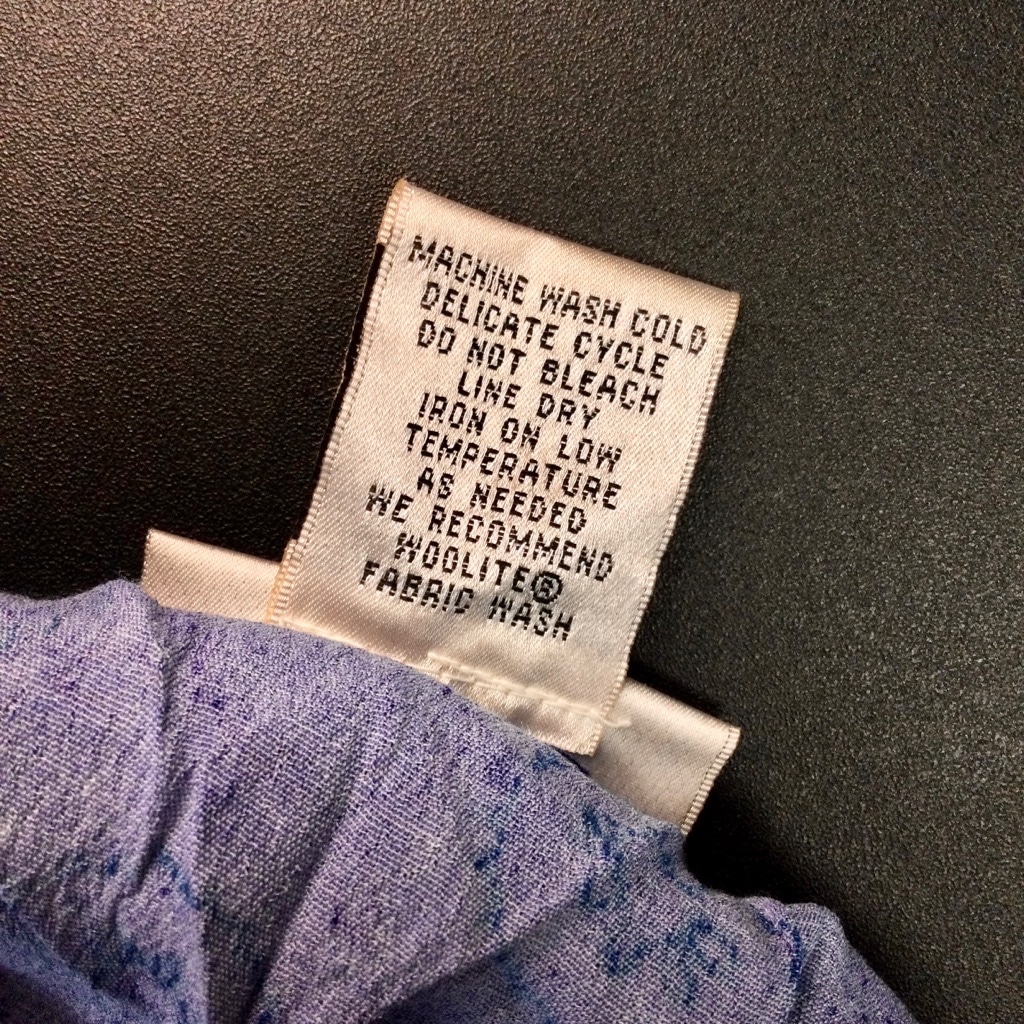 MACHINE WASH COLD
DELICATE CYCLE
DO NOT BLEACH
LINE DRY
IRON ON LOW
TEMPERATURE
AS NEEDED
WE RECOMMEND
WOOLITE®
FABRIC WASH